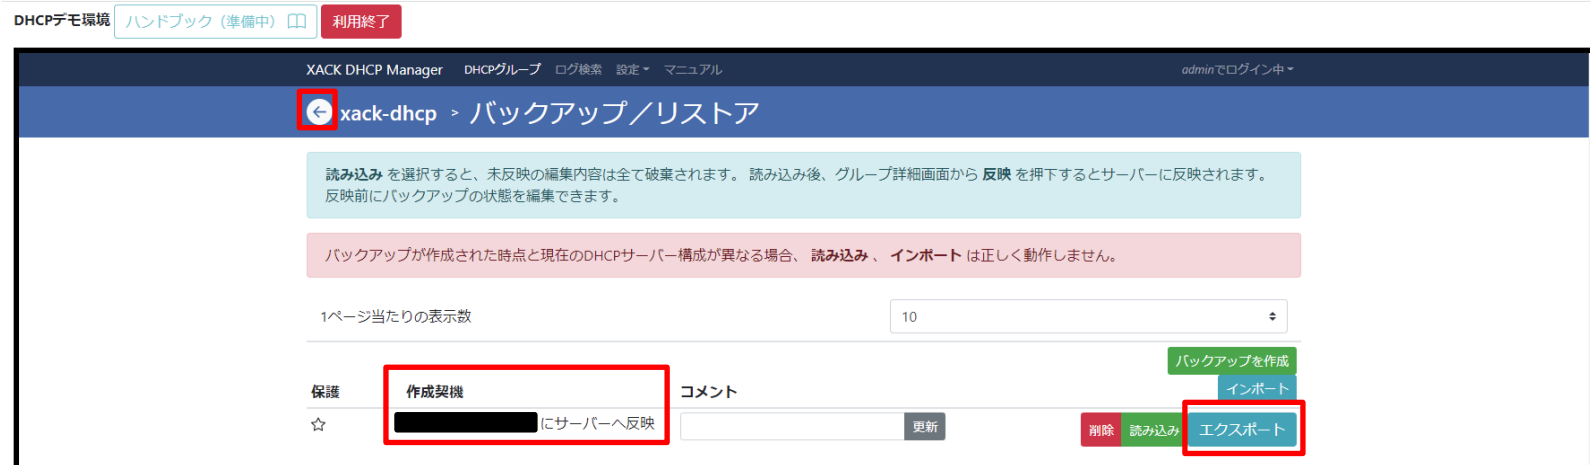 DHCPデモ環境 ハンドブック（準備中） 利用終了
XACK DHCP Manager DHCPグループ ログ検索 設定 マニュアル adminでログイン中
xack-dhcp > バックアップ／リストア
読み込み を選択すると、未反映の編集内容は全て破棄されます。 読み込み後、グループ詳細画面から 反映 を押下するとサーバーに反映されます。
反映前にバックアップの状態を編集できます。
バックアップが作成された時点と現在のDHCPサーバー構成が異なる場合、 読み込み 、 インポート は正しく動作しません。
1ページ当たりの表示数 10
バックアップを作成
保護 作成契機 コメント インポート
にサーバーへ反映 更新 削除 読み込み エクスポート